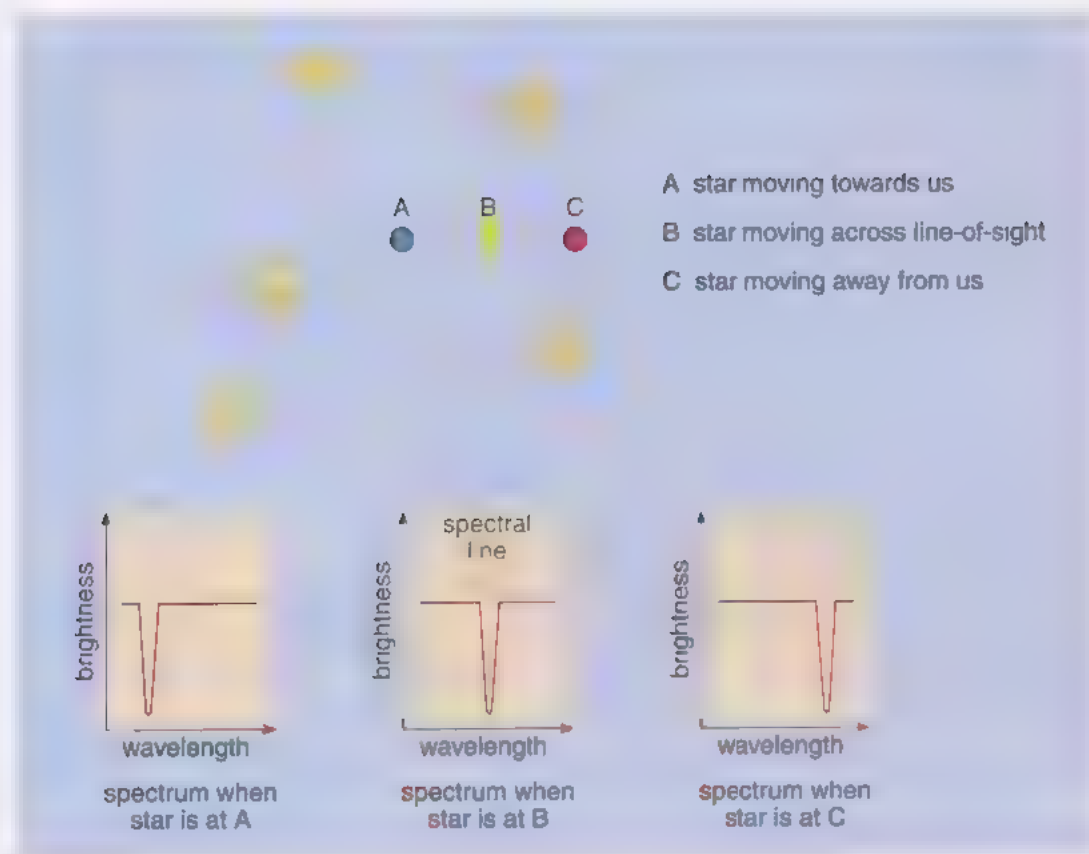 A B C
A star moving towards us
B star moving across line-of-sight
C star moving away from us
spectral
line
brightness
brightness
brightness
wavelength
wavelength
wavelength
spectrum when
star is at A
spectrum when
star is at B
spectrum when
star is at C